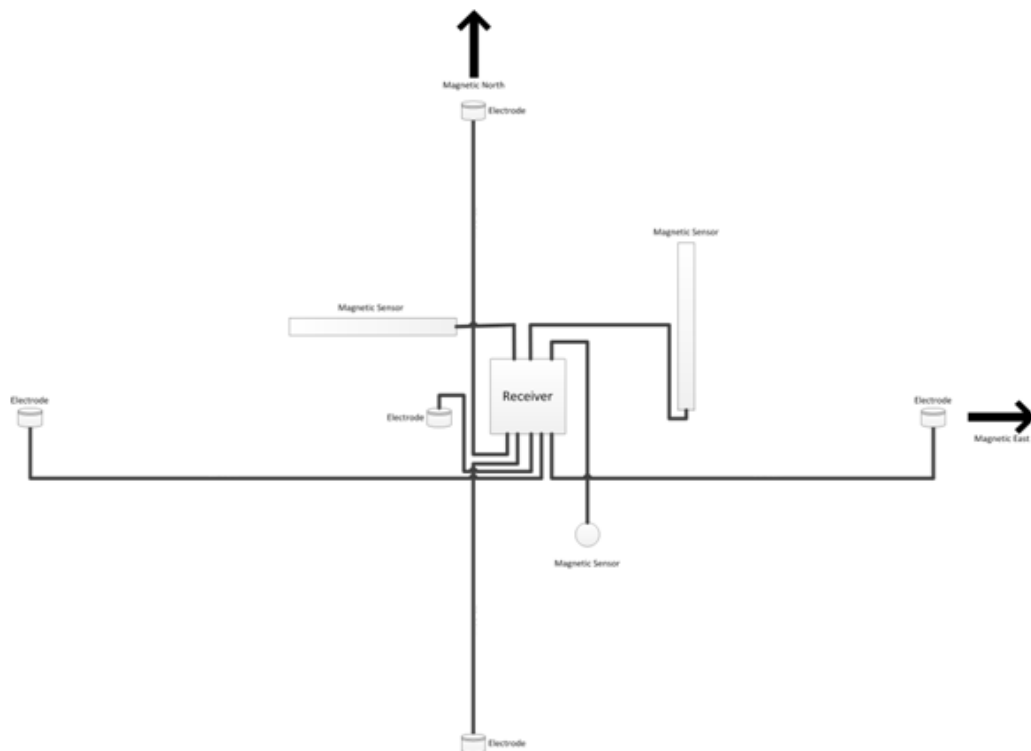 Magnetic North
Electrode
Magnetic Sensor
Magnetic Sensor
Receiver
Electrode
Electrode
Electrode
Magnetic East
Magnetic Sensor
Electrode